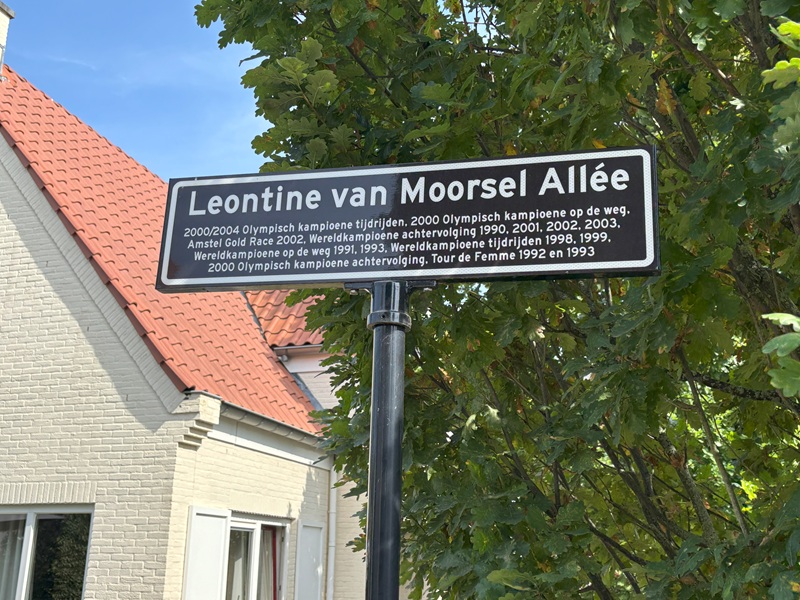 Leontine van Moorsel Allée
2000/2004 Olympisch kampioene tijdrijden, 2000 Olympisch kampioene op de weg,
Amstel Gold Race 2002, Wereldkampioene achtervolging 1990, 2001, 2002, 2003,
Wereldkampioene op de weg 1991, 1993, Wereldkampioene tijdrijden 1998, 1999,
2000 Olympisch kampioene achtervolging, Tour de Femme 1992 en 1993